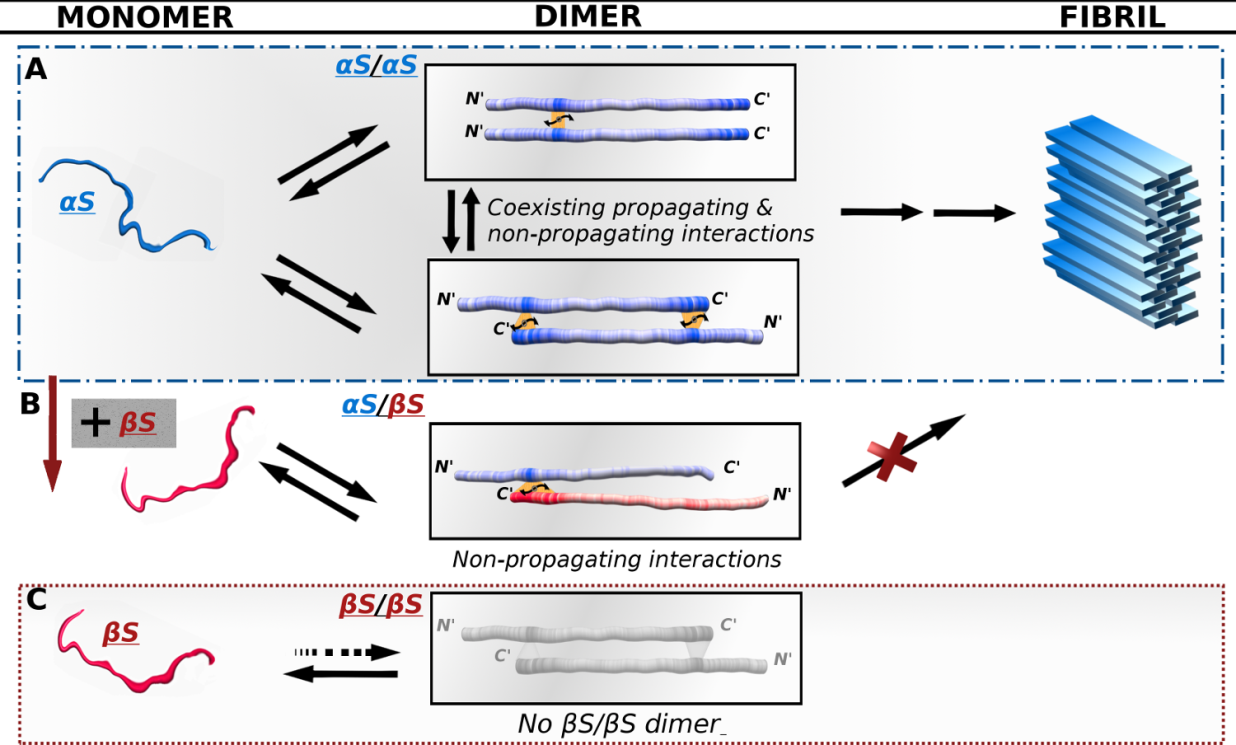 MONOMER DIMER FIBRIL
A
αS/αS
N' C'
N' C'
αS
Coexisting propagating &
non-propagating interactions
N' C'
C' N'
B
+ βS
αS/βS
N' C'
C' N'
Non-propagating interactions
C
βS/βS
βS
N' C'
C' N'
No βS/βS dimer_